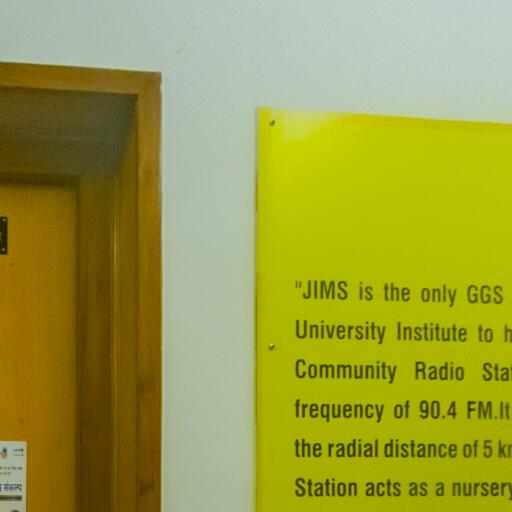 "JIMS is the only GGS
University Institute to h
Community Radio Sta
frequency of 90.4 FM.It
the radial distance of 5 k
Station acts as a nursery
संकल्प